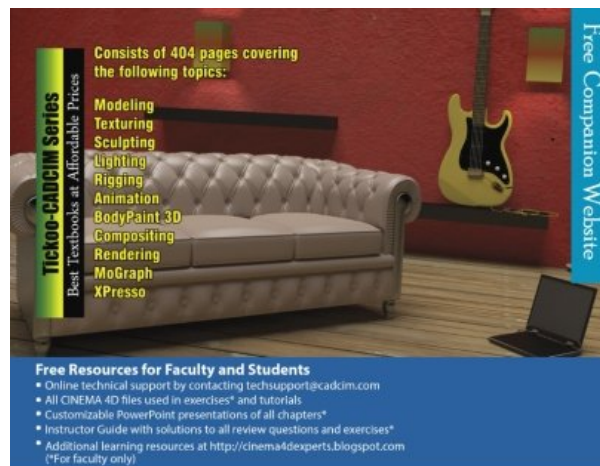 Consists of 404 pages covering
the following topics:
Modeling
Texturing
Sculpting
Lighting
Rigging
Animation
BodyPaint 3D
Compositing
Rendering
MoGraph
XPresso
Tickoo-CADCIM Series
Best Textbooks at Affordable Prices
Free Companion Website
Free Resources for Faculty and Students
▪ Online technical support by contacting techsupport@cadcim.com
▪ All CINEMA 4D files used in exercises* and tutorials
▪ Customizable PowerPoint presentations of all chapters*
▪ Instructor Guide with solutions to all review questions and exercises*
▪ Additional learning resources at http://cinema4dexperts.blogspot.com
(*For faculty only)